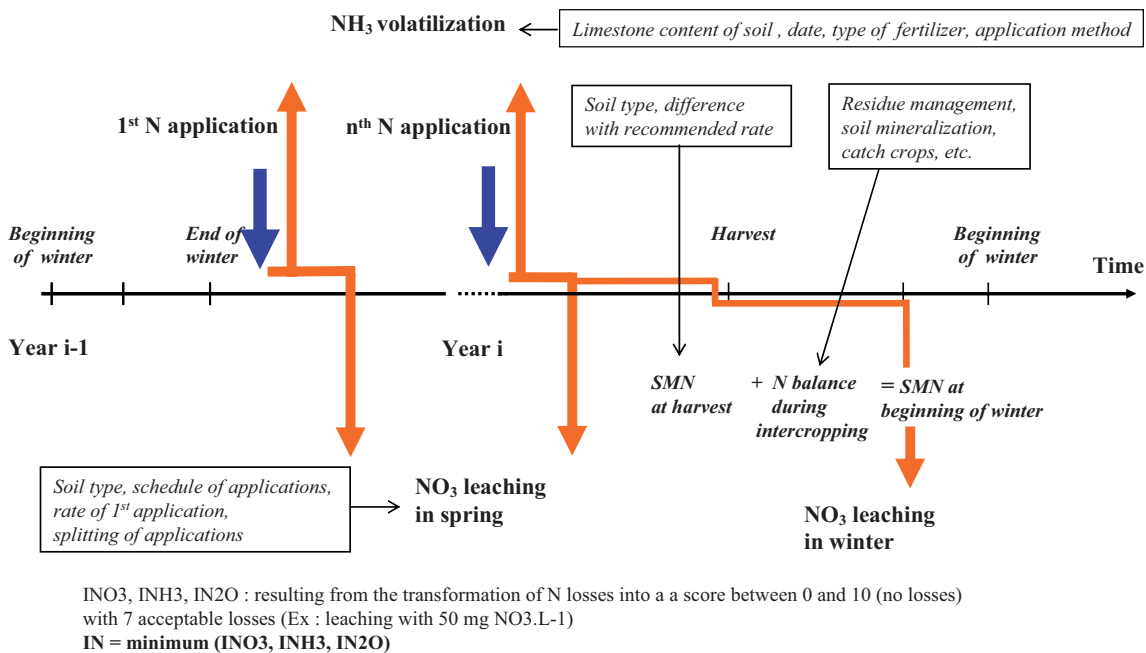 NH3 volatilization
Limestone content of soil , date, type of fertilizer, application method
1st N application
nth N application
Soil type, difference
with recommended rate
Residue management,
soil mineralization,
catch crops, etc.
Beginning
of winter
End of
winter
Harvest
Beginning
of winter
Time
Year i-1
Year i
SMN
at harvest
+ N balance
during
intercropping
= SMN at
beginning of winter
Soil type, schedule of applications,
rate of 1st application,
splitting of applications
NO3 leaching
in spring
NO3 leaching
in winter
INO3, INH3, IN2O : resulting from the transformation of N losses into a a score between 0 and 10 (no losses)
with 7 acceptable losses (Ex : leaching with 50 mg NO3.L-1)
IN = minimum (INO3, INH3, IN2O)